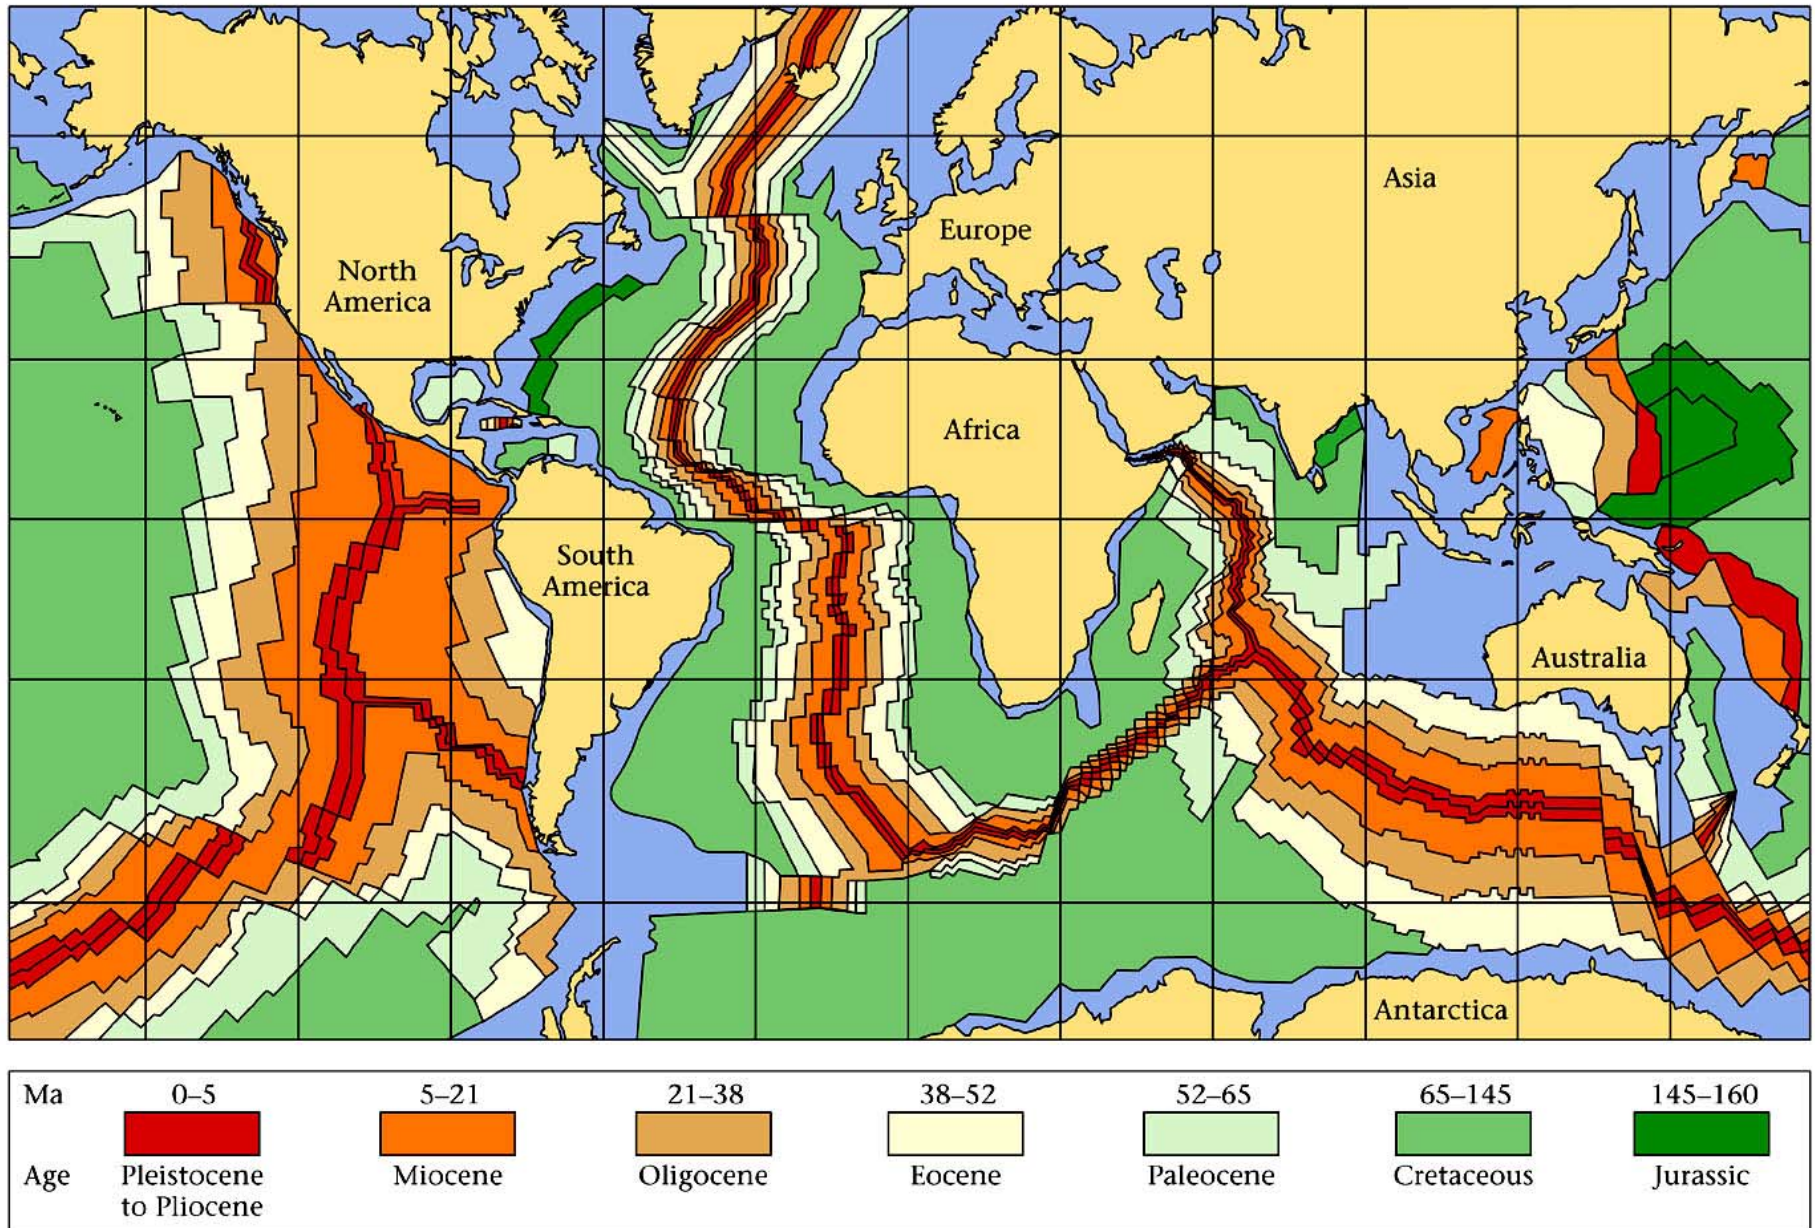 Asia
Europe
North
America
Africa
South
America
Australia
Antarctica
Ma 0–5 5–21 21–38 38–52 52–65 65–145 145–160
Age Pleistocene Miocene Oligocene Eocene Paleocene Cretaceous Jurassic
to Pliocene